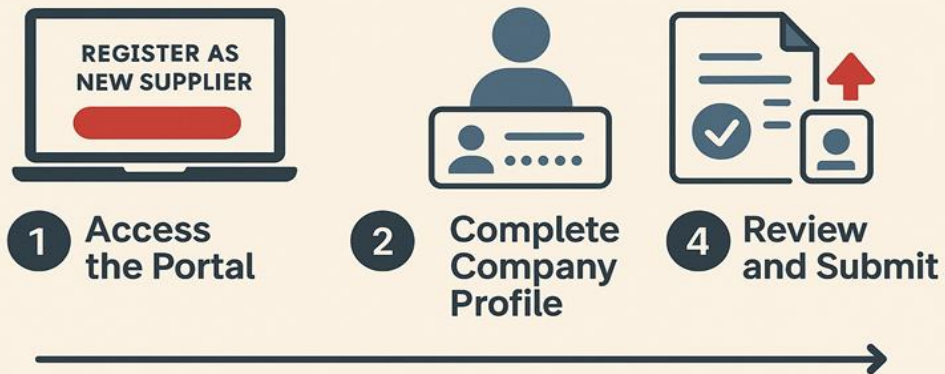 REGISTER AS
NEW SUPPLIER
1 Access
the Portal
2 Complete
Company
Profile
4 Review
and Submit